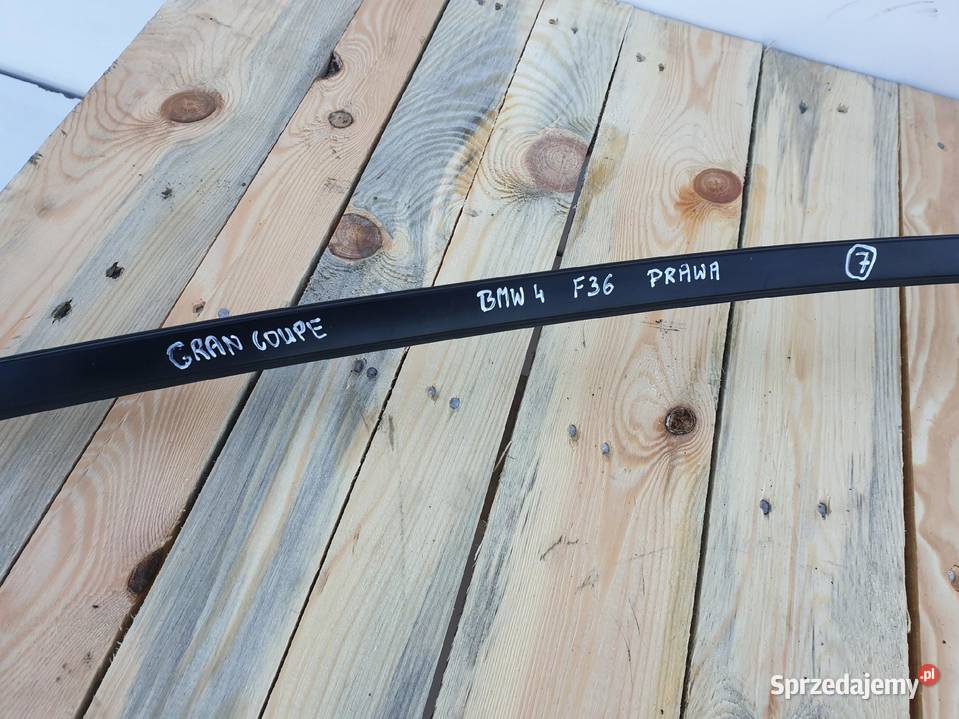 GRAN COUPE BMW 4 F36 PRAWA 7
Sprzedajemy.pl